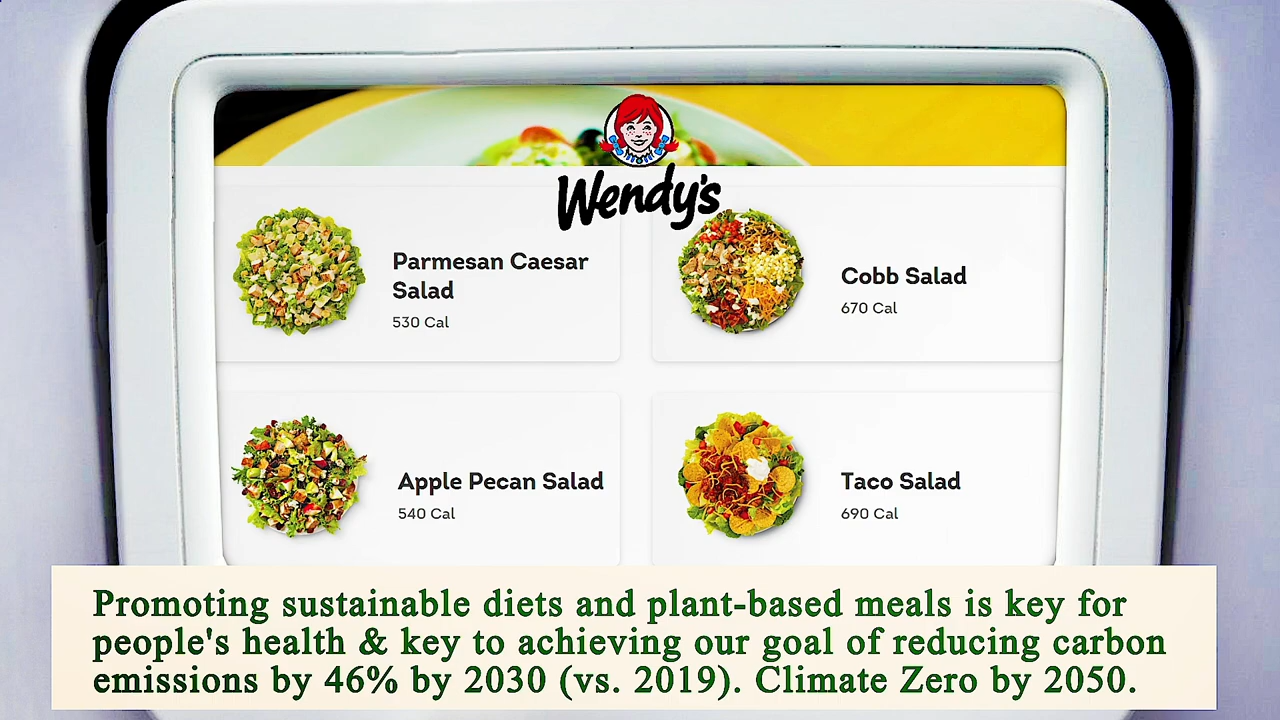 Wendy's
Parmesan Caesar
Salad
530 Cal
Cobb Salad
670 Cal
Apple Pecan Salad
540 Cal
Taco Salad
690 Cal
Promoting sustainable diets and plant-based meals is key for
people's health & key to achieving our goal of reducing carbon
emissions by 46% by 2030 (vs. 2019). Climate Zero by 2050.